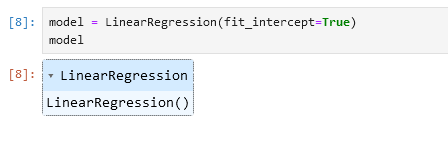 [8]: model = LinearRegression(fit_intercept=True)
model
[8]: ▾ LinearRegression
LinearRegression()